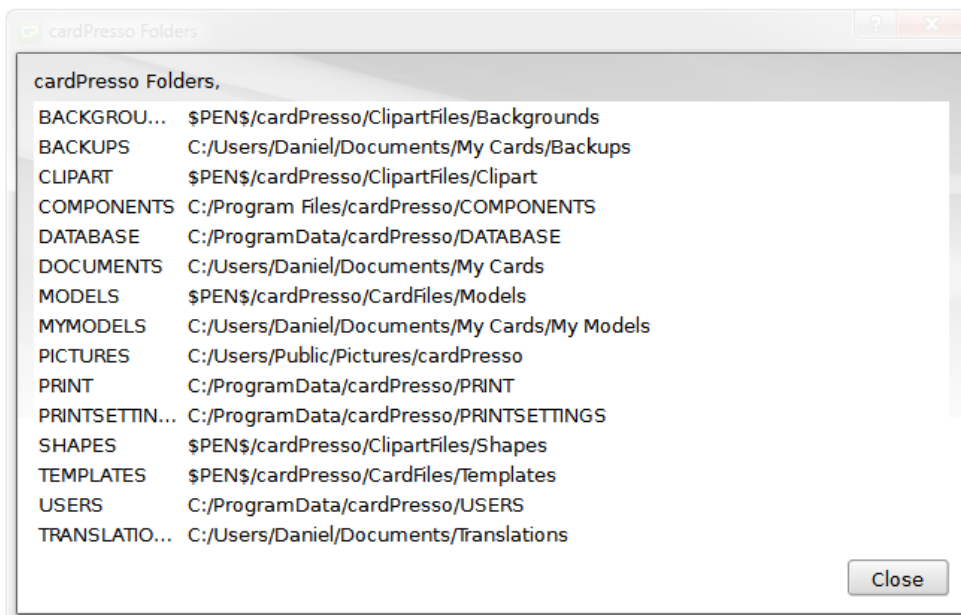 cardPresso Folders
cardPresso Folders,
BACKGROU... $PEN$/cardPresso/ClipartFiles/Backgrounds
BACKUPS C:/Users/Daniel/Documents/My Cards/Backups
CLIPART $PEN$/cardPresso/ClipartFiles/Clipart
COMPONENTS C:/Program Files/cardPresso/COMPONENTS
DATABASE C:/ProgramData/cardPresso/DATABASE
DOCUMENTS C:/Users/Daniel/Documents/My Cards
MODELS $PEN$/cardPresso/CardFiles/Models
MYMODELS C:/Users/Daniel/Documents/My Cards/My Models
PICTURES C:/Users/Public/Pictures/cardPresso
PRINT C:/ProgramData/cardPresso/PRINT
PRINTSETTIN... C:/ProgramData/cardPresso/PRINTSETTINGS
SHAPES $PEN$/cardPresso/ClipartFiles/Shapes
TEMPLATES $PEN$/cardPresso/CardFiles/Templates
USERS C:/ProgramData/cardPresso/USERS
TRANSLATIO... C:/Users/Daniel/Documents/Translations
Close